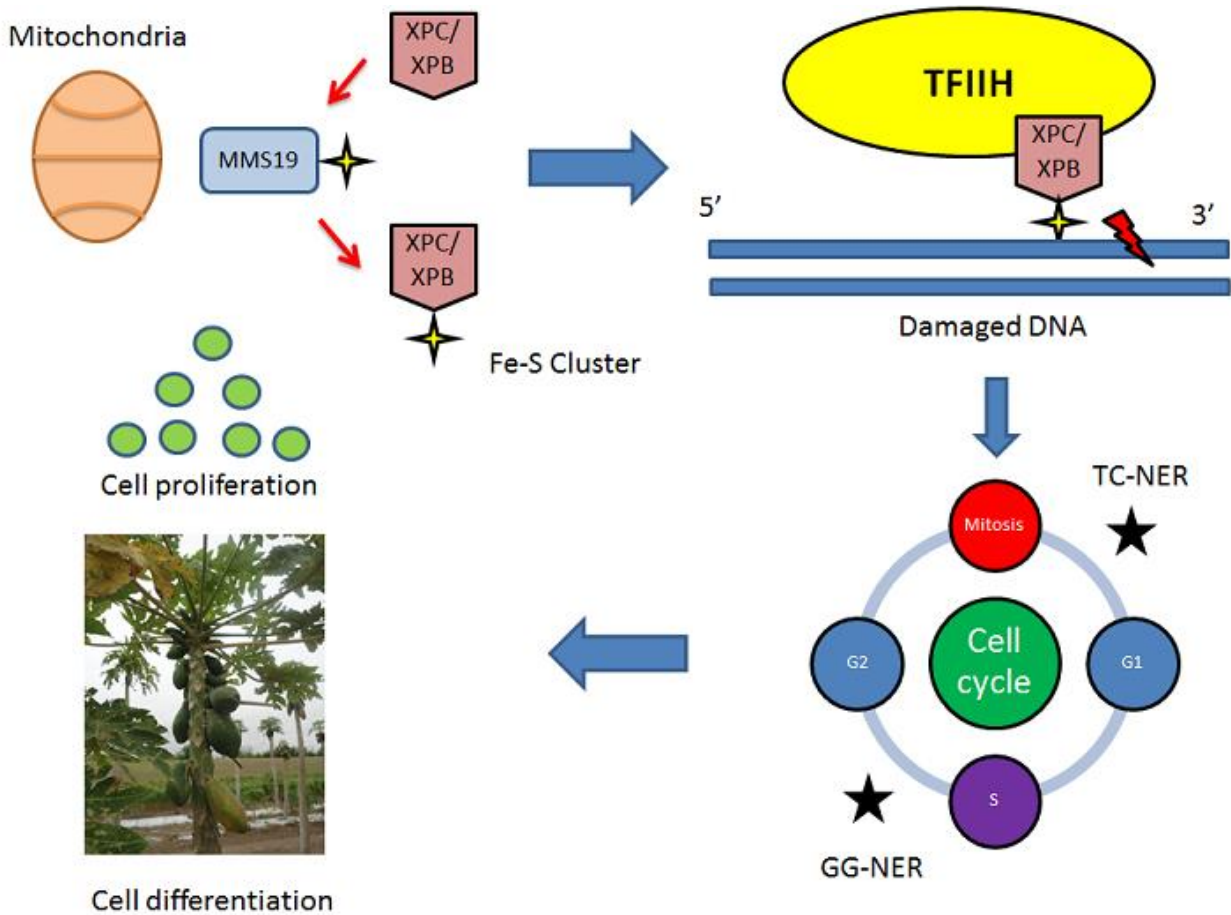 Mitochondria
XPC/
XPB
MMS19
XPC/
XPB
Fe-S Cluster
TFIIH
XPC/
XPB
5’
3’
Damaged DNA
TC-NER
Mitosis
G2
Cell
cycle
G1
S
GG-NER
Cell proliferation
Cell differentiation